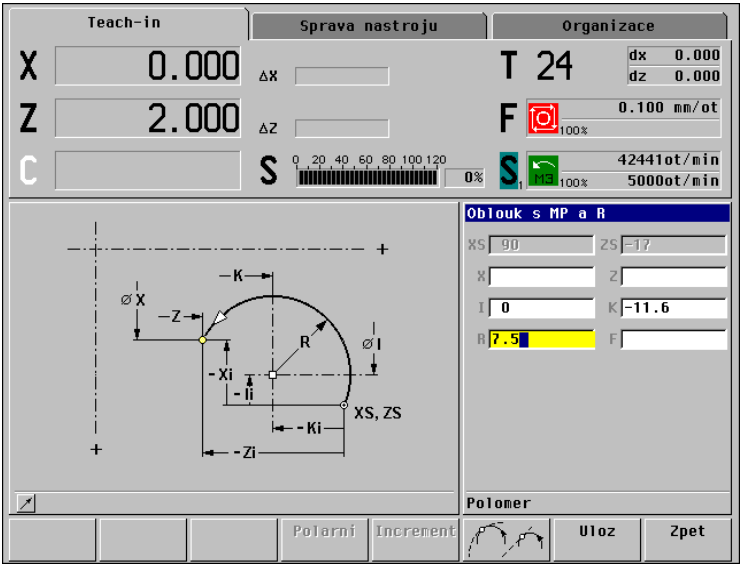 Teach-in Sprava nastroju Organizace
X 0.000 ΔX T 24 dx 0.000
dz 0.000
Z 2.000 ΔZ F 100% 0.100 mm/ot
C S 0 20 40 60 80 100 120 0% S1 M3 100% 42441ot/min
5000ot/min
Oblouk s MP a R
XS 90 ZS -17
X Z
I 0 K -11.6
R 7.5 F
+
-K
Ø X
-Z
R
Ø I
-Xi
-Ii
XS, ZS
-Ki
+
-Zi
Polomer
Polarni Increment Uloz Zpet